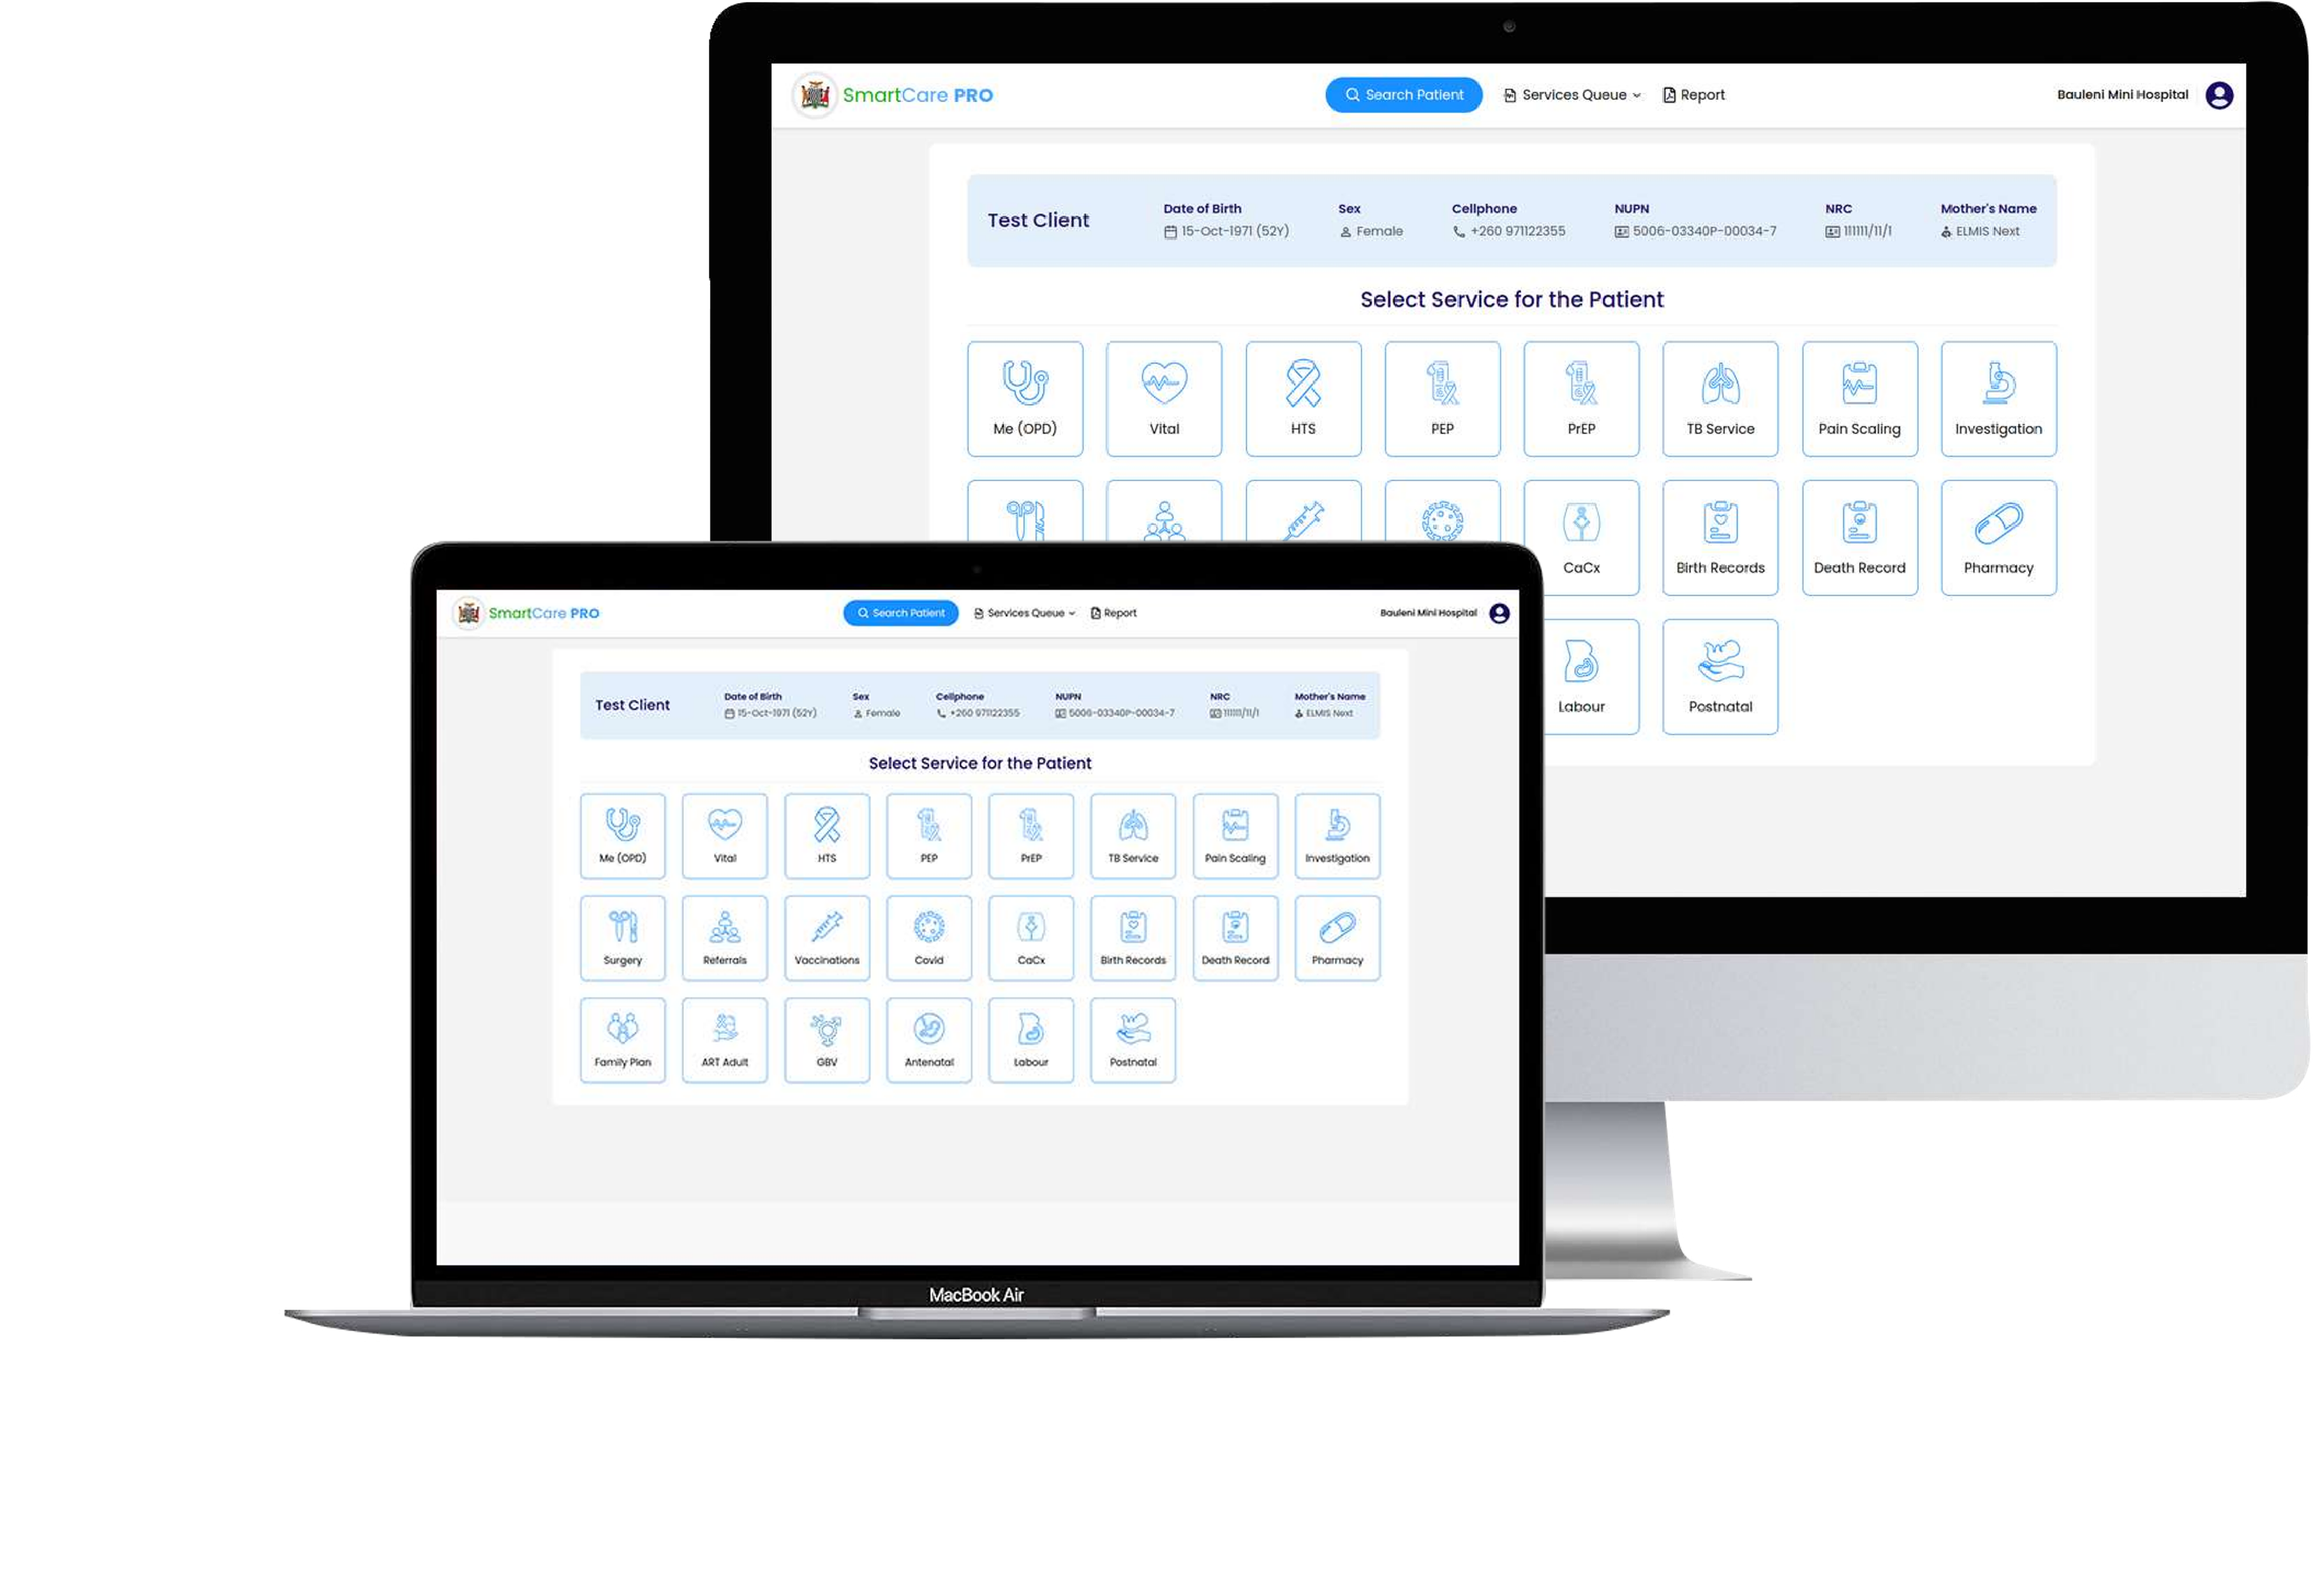 SmartCare PRO
Search Patient
Services Queue
Report
Bauleni Mini Hospital
Test Client
Date of Birth
15-Oct-1971 (52Y)
Sex
Female
Cellphone
+260 971122355
NUPN
5006-03340P-00034-7
NRC
111111/11/1
Mother's Name
ELMIS Next
Select Service for the Patient
Me (OPD)
Vital
HTS
PEP
PrEP
TB Service
Pain Scaling
Investigation
CaCx
Birth Records
Death Record
Pharmacy
Labour
Postnatal
SmartCare PRO
Search Patient
Services Queue
Report
Bauleni Mini Hospital
Test Client
Date of Birth
15-Oct-1971 (52Y)
Sex
Female
Cellphone
+260 971122355
NUPN
5006-03340P-00034-7
NRC
111111/11/1
Mother's Name
ELMIS Next
Select Service for the Patient
Me (OPD)
Vital
HTS
PEP
PrEP
TB Service
Pain Scaling
Investigation
Surgery
Referrals
Vaccinations
Covid
CaCx
Birth Records
Death Record
Pharmacy
Family Plan
ART Adult
GBV
Antenatal
Labour
Postnatal
MacBook Air